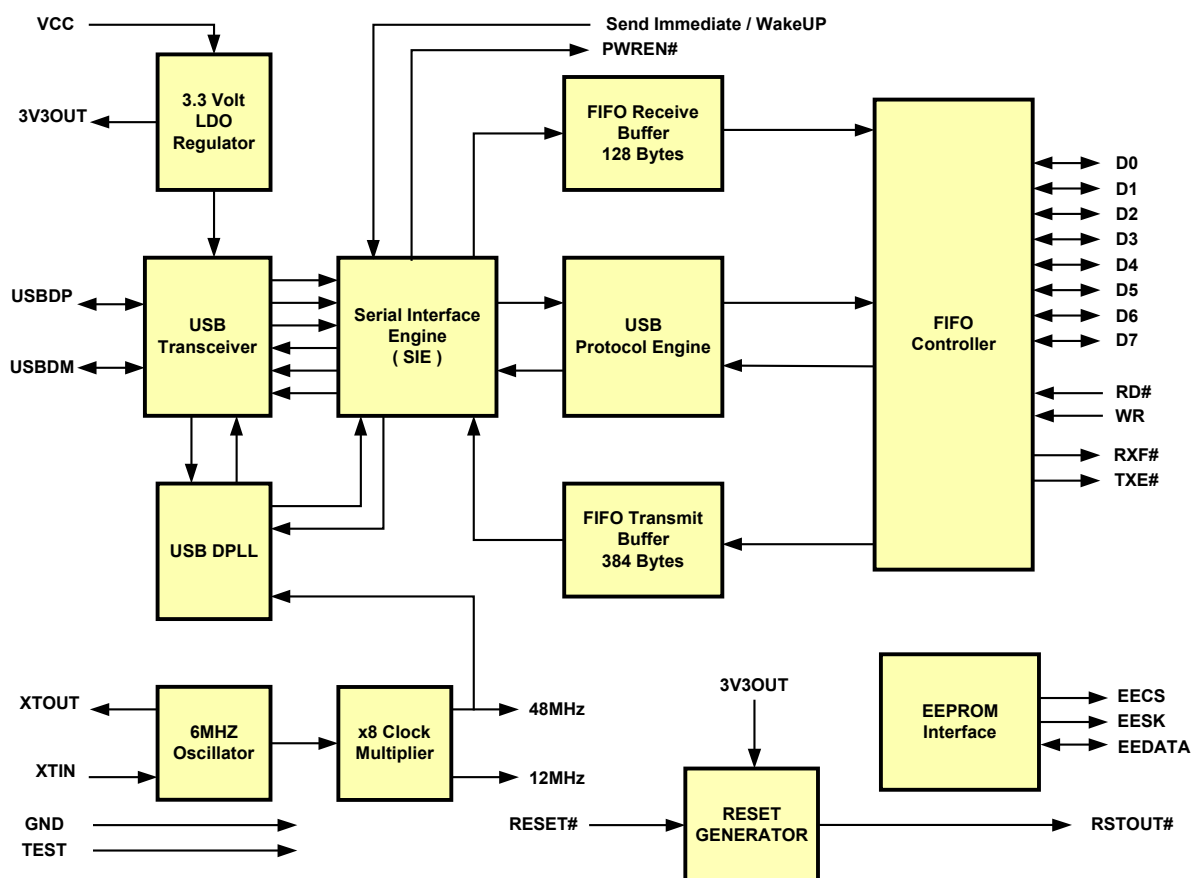 VCC
Send Immediate / WakeUP
PWREN#
3V3OUT
3.3 Volt
LDO
Regulator
FIFO Receive
Buffer
128 Bytes
D0
D1
D2
D3
D4
D5
D6
D7
USBDP
USBDM
USB
Transceiver
Serial Interface
Engine
( SIE )
USB
Protocol Engine
FIFO
Controller
RD#
WR
RXF#
TXE#
USB DPLL
FIFO Transmit
Buffer
384 Bytes
XTOUT
XTIN
6MHZ
Oscillator
x8 Clock
Multiplier
48MHz
12MHz
3V3OUT
EEPROM
Interface
EECS
EESK
EEDATA
GND
TEST
RESET#
RESET
GENERATOR
RSTOUT#